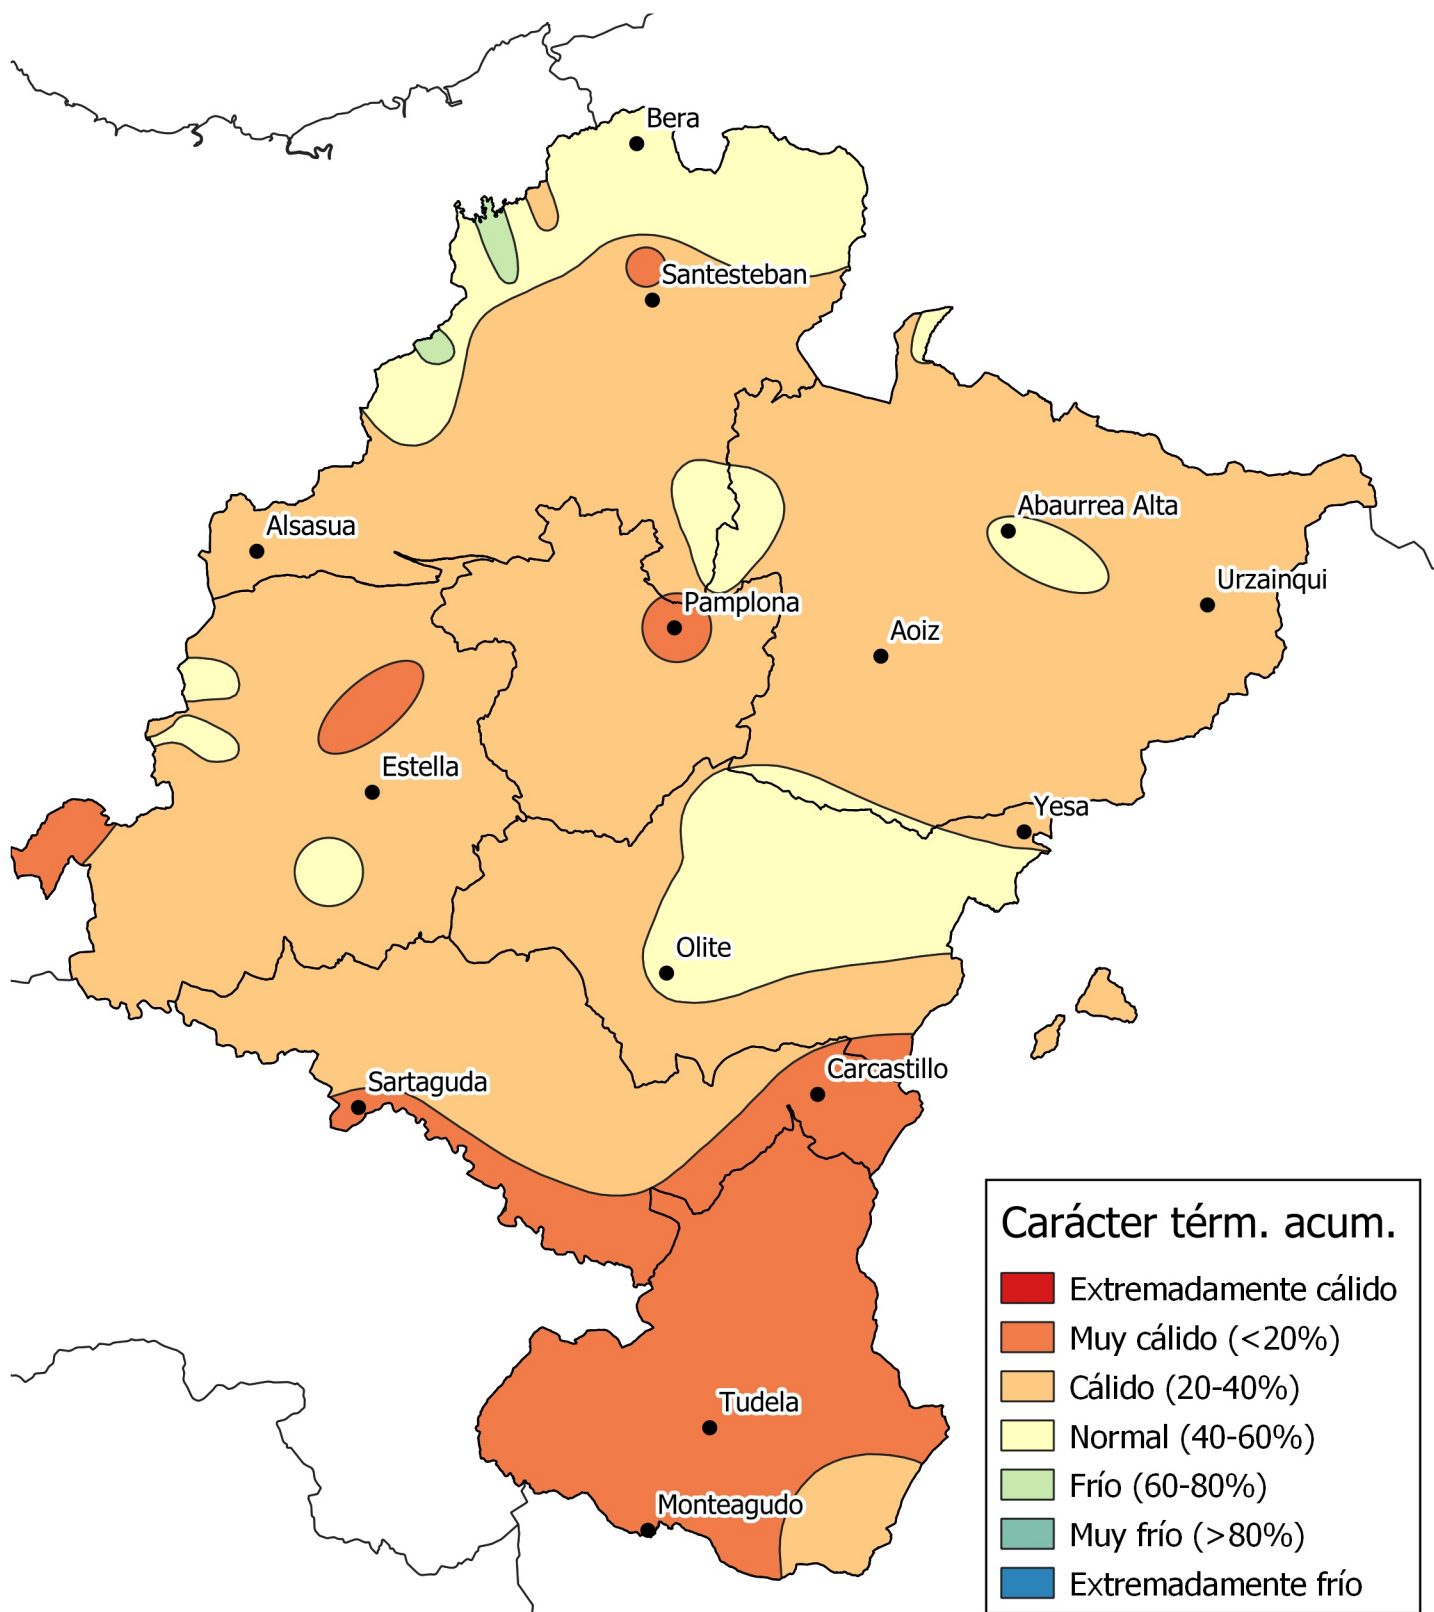 Bera
Santesteban
Alsasua
Abaurrea Alta
Urzainqui
Pamplona
Aoiz
Estella
Yesa
Olite
Sartaguda
Carcastillo
Tudela
Monteagudo
Carácter térm. acum.
Extremadamente cálido
Muy cálido (<20%)
Cálido (20-40%)
Normal (40-60%)
Frío (60-80%)
Muy frío (>80%)
Extremadamente frío